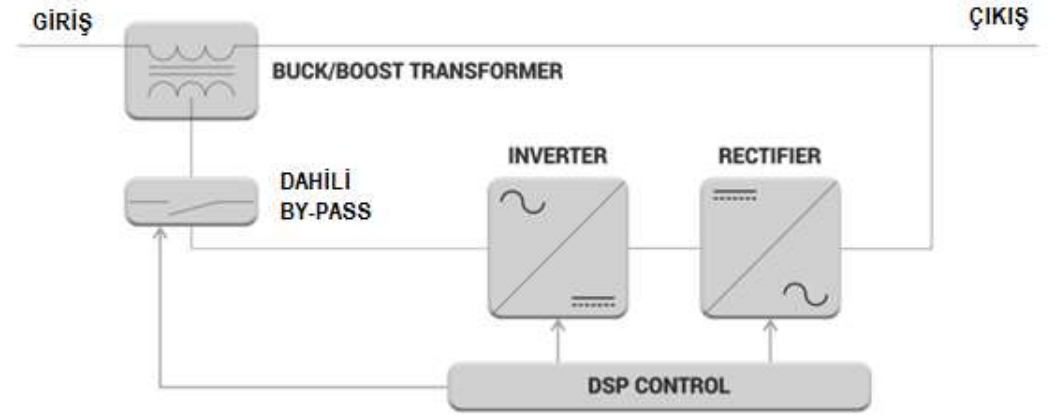 GİRİŞ
ÇIKIŞ
BUCK/BOOST TRANSFORMER
INVERTER
RECTIFIER
DAHİLİ
BY-PASS
DSP CONTROL